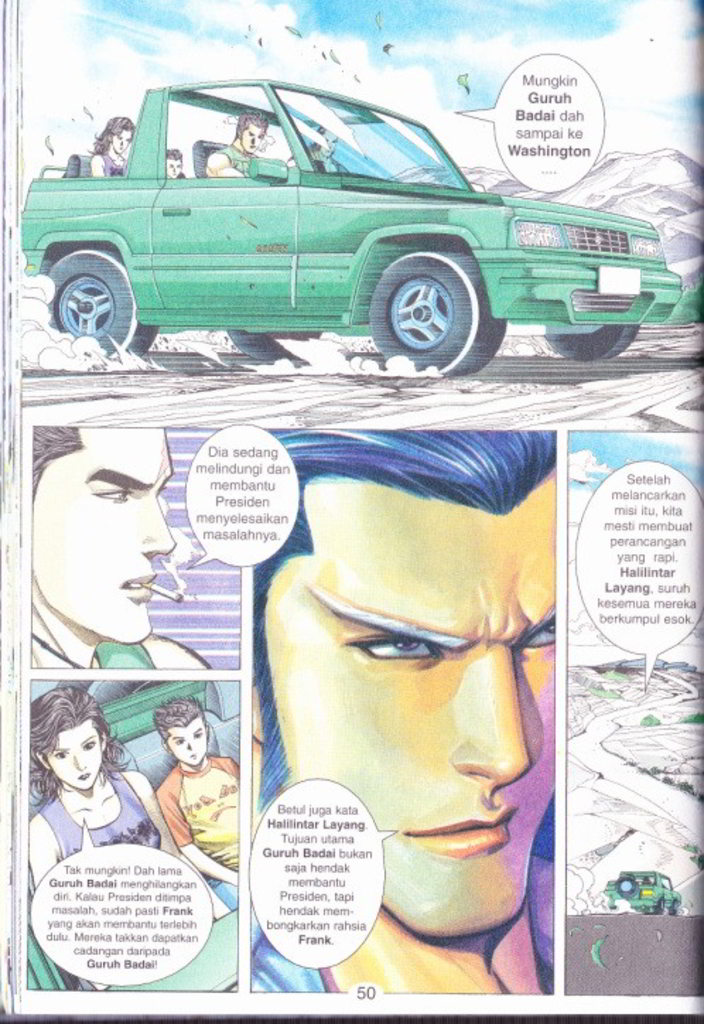 Mungkin
Guruh
Badai dah
sampai ke
Washington
....
Dia sedang
melindungi dan
membantu
Presiden
menyelesaikan
masalahnya.
Tak mungkin! Dah lama
Guruh Badai menghilangkan
diri. Kalau Presiden ditimpa
masalah, sudah pasti Frank
yang akan membantu terlebih
dulu. Mereka takkan dapatkan
cadangan daripada
Guruh Badai!
Betul juga kata
Halilintar Layang.
Tujuan utama
Guruh Badai bukan
saja hendak
membantu
Presiden, tapi
hendak mem-
bongkarkan rahsia
Frank.
Setelah
melancarkan
misi itu, kita
mesti membuat
perancangan
yang rapi.
Halilintar
Layang, suruh
kesemua mereka
berkumpul esok.
50